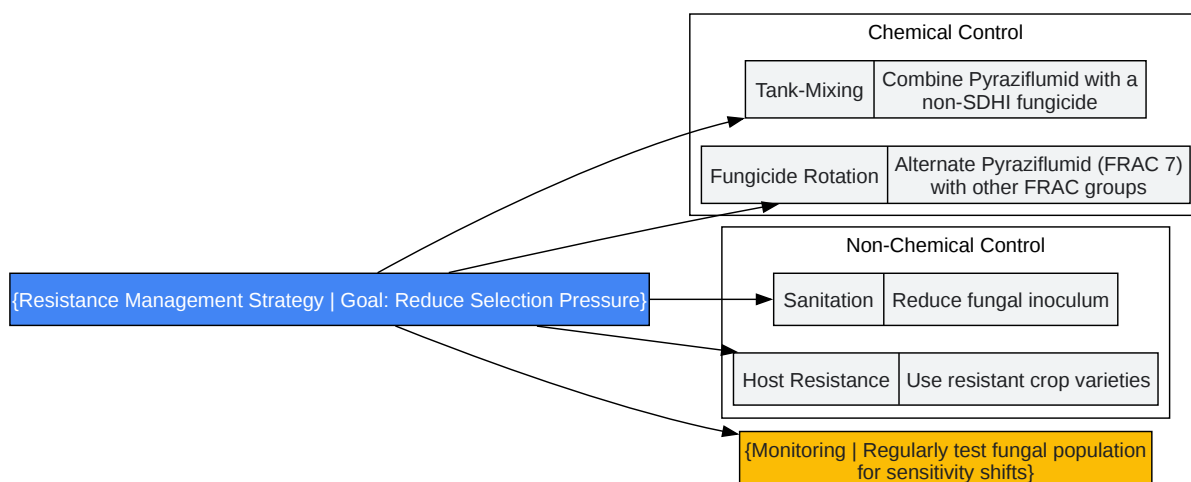 Chemical Control
Tank-Mixing
Combine Pyraziflumid with a
non-SDHI fungicide
Fungicide Rotation
Alternate Pyraziflumid (FRAC 7)
with other FRAC groups
Non-Chemical Control
{Resistance Management Strategy | Goal: Reduce Selection Pressure}
Sanitation
Reduce fungal inoculum
Host Resistance
Use resistant crop varieties
{Monitoring | Regularly test fungal population
for sensitivity shifts}